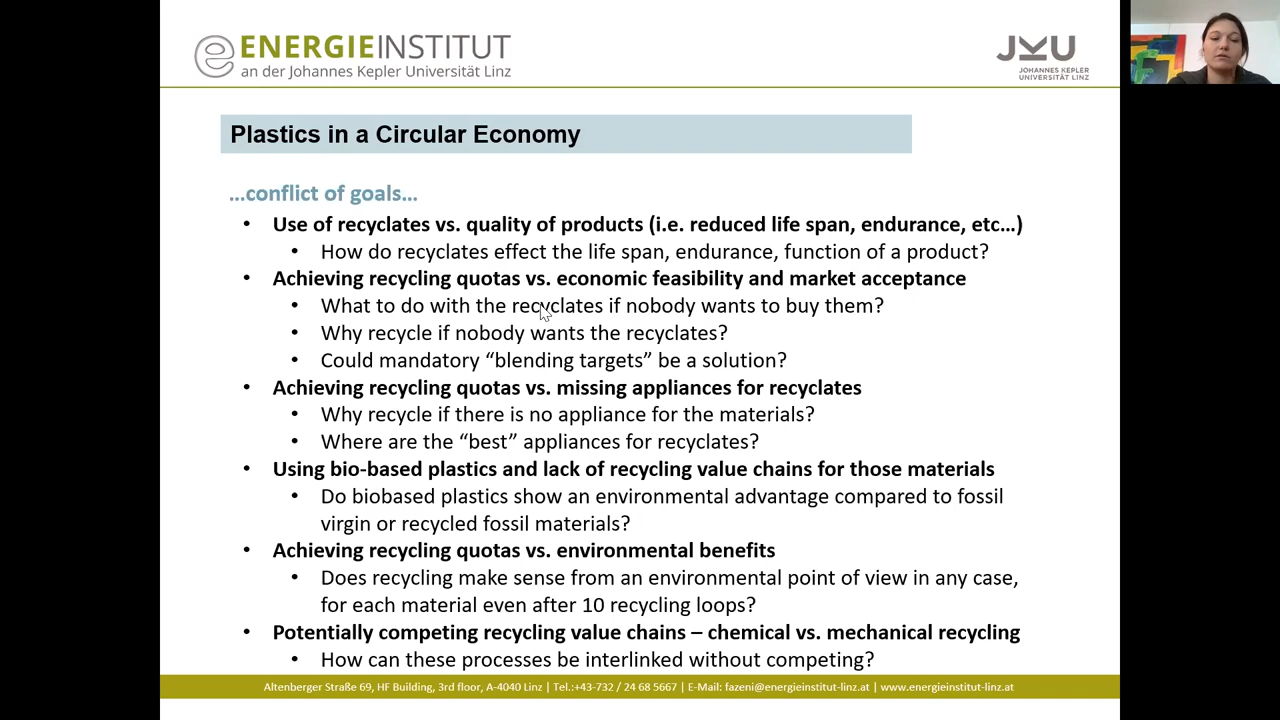 ENERGIEINSTITUT
an der Johannes Kepler Universität Linz
JKU
JOHANNES KEPLER
UNIVERSITÄT LINZ
Plastics in a Circular Economy
...conflict of goals...
• Use of recyclates vs. quality of products (i.e. reduced life span, endurance, etc...)
• How do recyclates effect the life span, endurance, function of a product?
• Achieving recycling quotas vs. economic feasibility and market acceptance
• What to do with the recyclates if nobody wants to buy them?
• Why recycle if nobody wants the recyclates?
• Could mandatory “blending targets” be a solution?
• Achieving recycling quotas vs. missing appliances for recyclates
• Why recycle if there is no appliance for the materials?
• Where are the “best” appliances for recyclates?
• Using bio-based plastics and lack of recycling value chains for those materials
• Do biobased plastics show an environmental advantage compared to fossil
virgin or recycled fossil materials?
• Achieving recycling quotas vs. environmental benefits
• Does recycling make sense from an environmental point of view in any case,
for each material even after 10 recycling loops?
• Potentially competing recycling value chains – chemical vs. mechanical recycling
• How can these processes be interlinked without competing?
Altenberger Straße 69, HF Building, 3rd floor, A-4040 Linz | Tel.:+43-732 / 24 68 5667 | E-Mail: fazeni@energieinstitut-linz.at | www.energieinstitut-linz.at